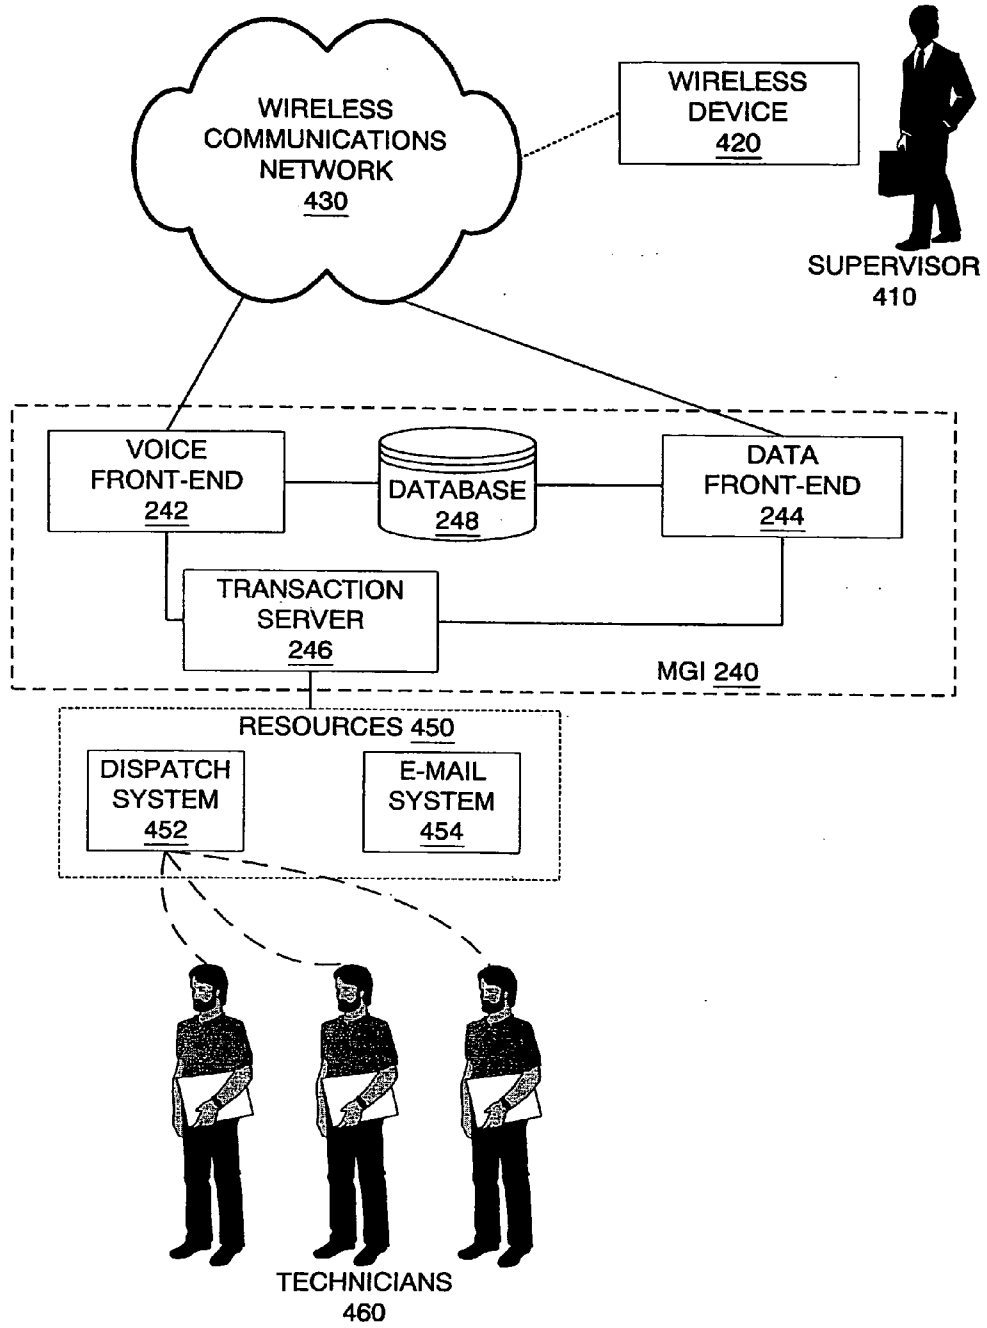 WIRELESS
COMMUNICATIONS
NETWORK
430
WIRELESS
DEVICE
420
SUPERVISOR
410
VOICE
FRONT-END
242
DATABASE
248
DATA
FRONT-END
244
TRANSACTION
SERVER
246
MGI 240
RESOURCES 450
DISPATCH
SYSTEM
452
E-MAIL
SYSTEM
454
TECHNICIANS
460